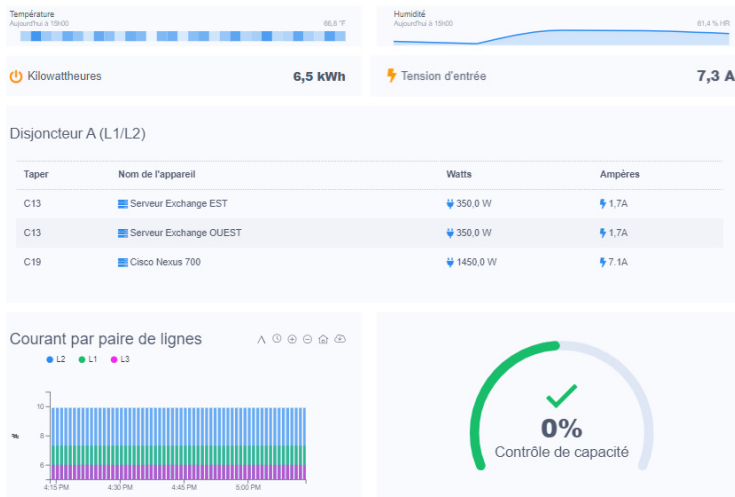 Température
Aujourd'hui à 15h00 66,6 °F
Humidité
Aujourd'hui à 15h00 61,4 % HR
Kilowattheures 6,5 kWh
Tension d'entrée 7,3 A
Disjoncteur A (L1/L2)
Taper Nom de l'appareil Watts Ampères
C13 Serveur Exchange EST 350,0 W 1,7A
C13 Serveur Exchange OUEST 350,0 W 1,7A
C19 Cisco Nexus 700 1450,0 W 7.1A
Courant par paire de lignes
L2 L1 L3
10
#
8
6
4:15 PM 4:30 PM 4:45 PM 5:00 PM
0%
Contrôle de capacité